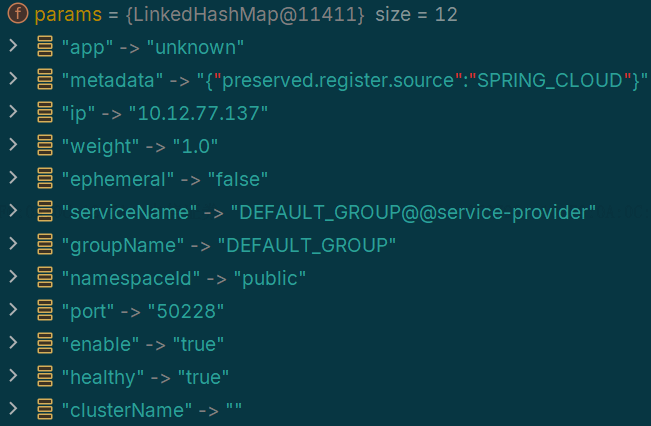 f params = {LinkedHashMap@11411} size = 12
"app" -> "unknown"
"metadata" -> "{"preserved.register.source":"SPRING_CLOUD"}"
"ip" -> "10.12.77.137"
"weight" -> "1.0"
"ephemeral" -> "false"
"serviceName" -> "DEFAULT_GROUP@@service-provider"
"groupName" -> "DEFAULT_GROUP"
"namespaceId" -> "public"
"port" -> "50228"
"enable" -> "true"
"healthy" -> "true"
"clusterName" -> ""